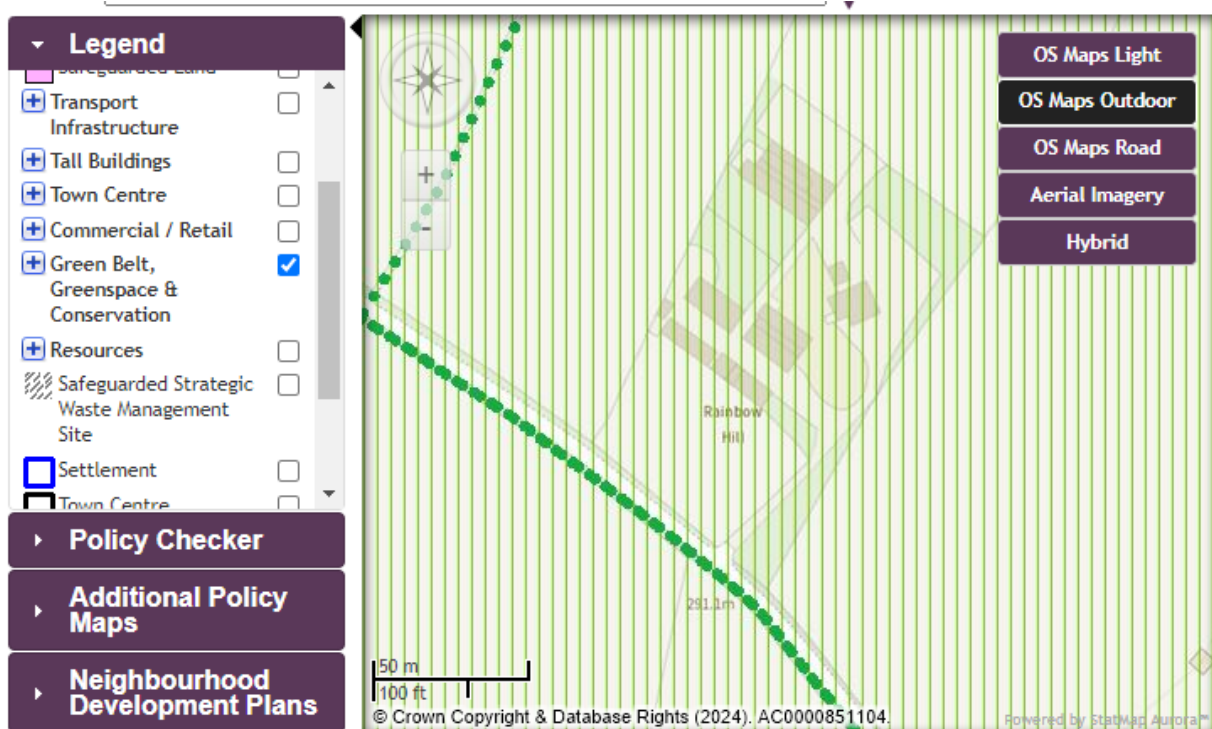 Legend
Safeguarded Land
Transport
Infrastructure
Tall Buildings
Town Centre
Commercial / Retail
Green Belt,
Greenspace &
Conservation
Resources
Safeguarded Strategic
Waste Management
Site
Settlement
Town Centre
Policy Checker
Additional Policy
Maps
Neighbourhood
Development Plans
+
-
OS Maps Light
OS Maps Outdoor
OS Maps Road
Aerial Imagery
Hybrid
Rainbow
Hill
291.1m
50 m
100 ft
© Crown Copyright & Database Rights (2024). AC0000851104.
Powered by StatMap Aurora™